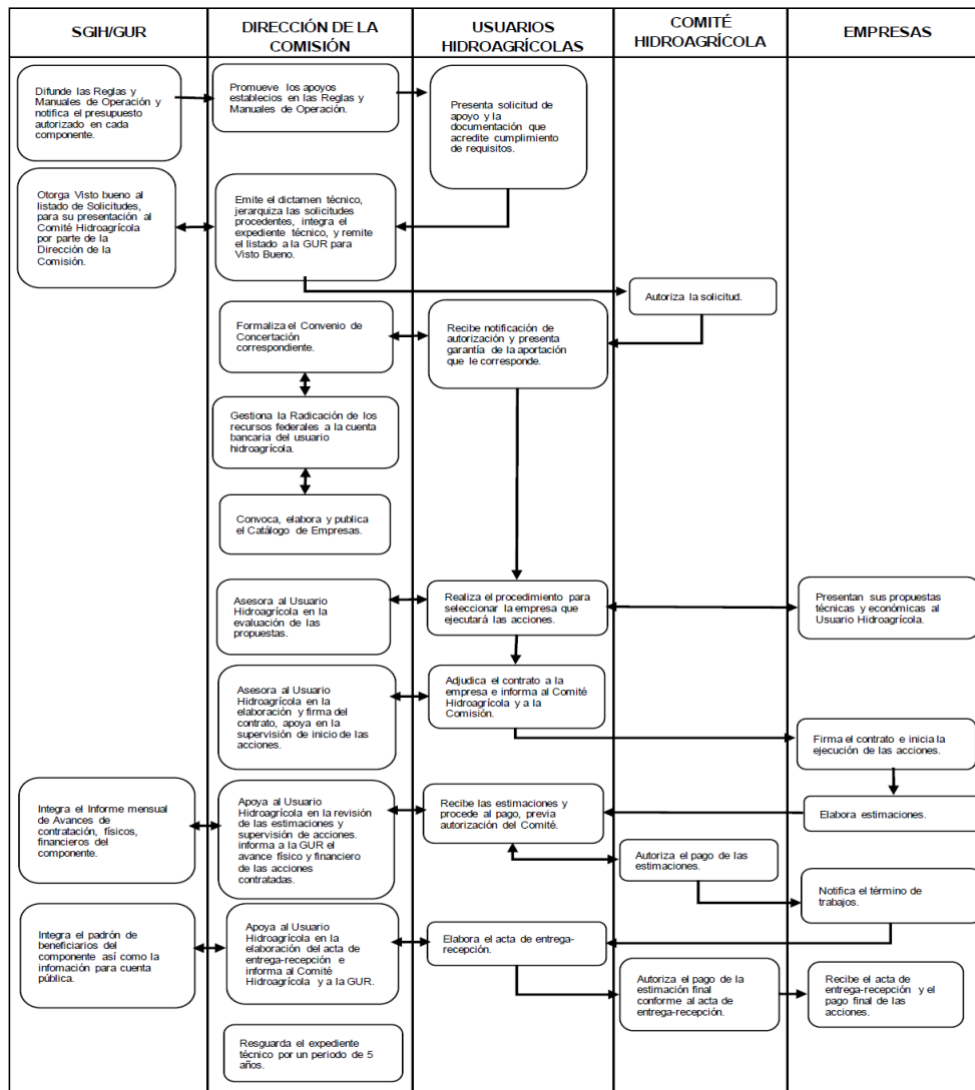 SGIH/GUR
DIRECCIÓN DE LA
COMISIÓN
USUARIOS
HIDROAGRÍCOLAS
COMITÉ
HIDROAGRÍCOLA
EMPRESAS
Difunde las Reglas y
Manuales de Operación y
notifica el presupuesto
autorizado en cada
componente.
Promueve los apoyos
establecios en las Reglas y
Manuales de Operación.
Presenta solicitud de
apoyo y la
documentación que
acredite cumplimiento
de requisitos.
Otorga Visto bueno al
listado de Solicitudes,
para su presentación al
Comité Hidroagrícola
por parte de la
Dirección de la
Comisión.
Emite el dictamen técnico,
jerarquiza las solicitudes
procedentes, integra el
expediente técnico, y remite
el listado a la GUR para
Visto Bueno.
Autoriza la solicitud.
Formaliza el Convenio de
Concertación
correspondiente.
Recibe notificación de
autorización y presenta
garantía de la aportación
que le corresponde.
Gestiona la Radicación de los
recursos federales a la cuenta
bancaria del usuario
hidroagrícola.
Convoca, elabora y publica
el Catálogo de Empresas.
Asesora al Usuario
Hidroagrícola en la
evaluación de las
propuestas.
Realiza el procedimiento para
seleccionar la empresa que
ejecutará las acciones.
Presentan sus propuestas
técnicas y económicas al
Usuario Hidroagrícola.
Asesora al Usuario
Hidroagrícola en la
elaboración y firma del
contrato, apoya en la
supervisión de inicio de las
acciones.
Adjudica el contrato a la
empresa e informa al Comité
Hidroagrícola y a la
Comisión.
Firma el contrato e inicia la
ejecución de las acciones.
Integra el Informe mensual
de Avances de
contratación, físicos,
financieros del
componente.
Apoya al Usuario
Hidroagrícola en la revisión
de las estimaciones y
supervisión de acciones.
informa a la GUR el
avance físico y financiero
de las acciones
contratadas.
Recibe las estimaciones y
procede al pago, previa
autorización del Comité.
Elabora estimaciones.
Autoriza el pago de las
estimaciones.
Notifica el término de
trabajos.
Integra el padrón de
beneficiarios del
componente así como la
infomación para cuenta
pública.
Apoya al Usuario
Hidroagrícola en la
elaboración del acta de
entrega-recepción e
informa al Comité
Hidroagrícola y a la GUR.
Elabora el acta de entrega-
recepción.
Autoriza el pago de la
estimación final
conforme al acta de
entrega-recepción.
Recibe el acta de
entrega-recepción y el
pago final de las
acciones.
Resguarda el expediente
técnico por un periodo de 5
años.